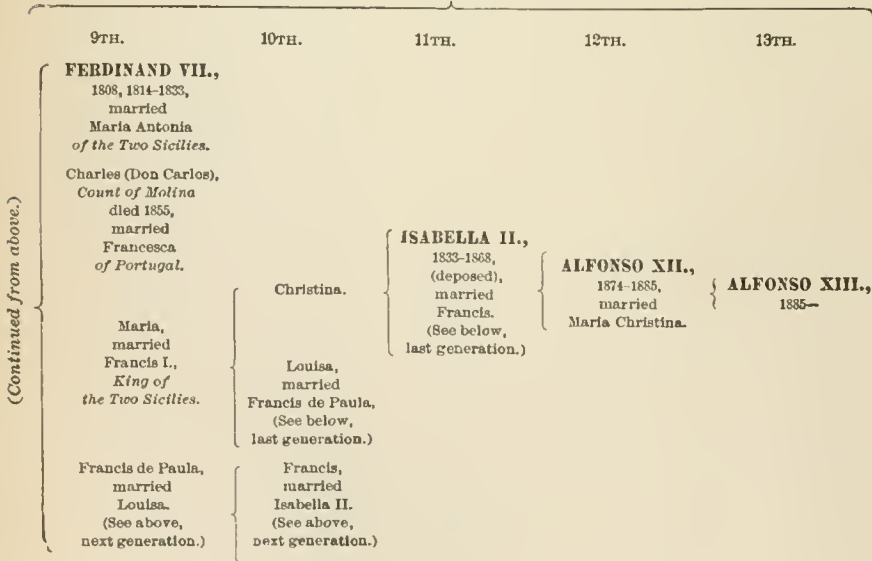 9TH. 10TH. 11TH. 12TH. 13TH.
(Continued from above.)
FERDINAND VII.,
1808, 1814–1833,
married
Maria Antonia
of the Two Sicilies.
Charles (Don Carlos),
Count of Molina
died 1855,
married
Francesca
of Portugal.
Maria,
married
Francis I.,
King of
the Two Sicilies.
Francis de Paula,
married
Louisa.
(See above,
next generation.)
Christina.
Louisa,
married
Francis de Paula,
(See below,
last generation.)
Francis,
married
Isabella II.
(See above,
next generation.)
ISABELLA II.,
1833–1868,
(deposed),
married
Francis.
(See below,
last generation.)
ALFONSO XII.,
1874–1885,
married
Maria Christina.
ALFONSO XIII.,
1885—